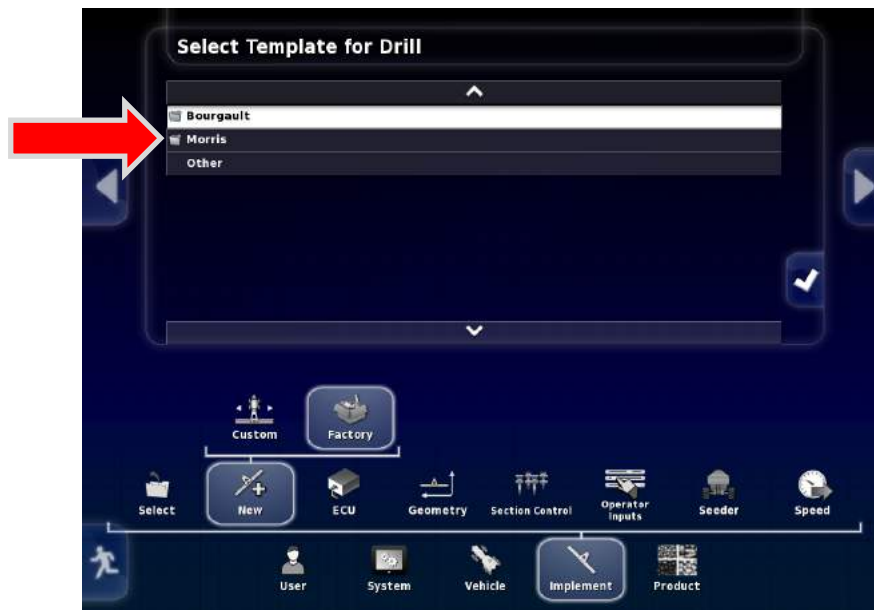 Select Template for Drill
Bourgault
Morris
Other
Custom
Factory
Select
New
ECU
Geometry
Section Control
Operator
Inputs
Seeder
Speed
User
System
Vehicle
Implement
Product